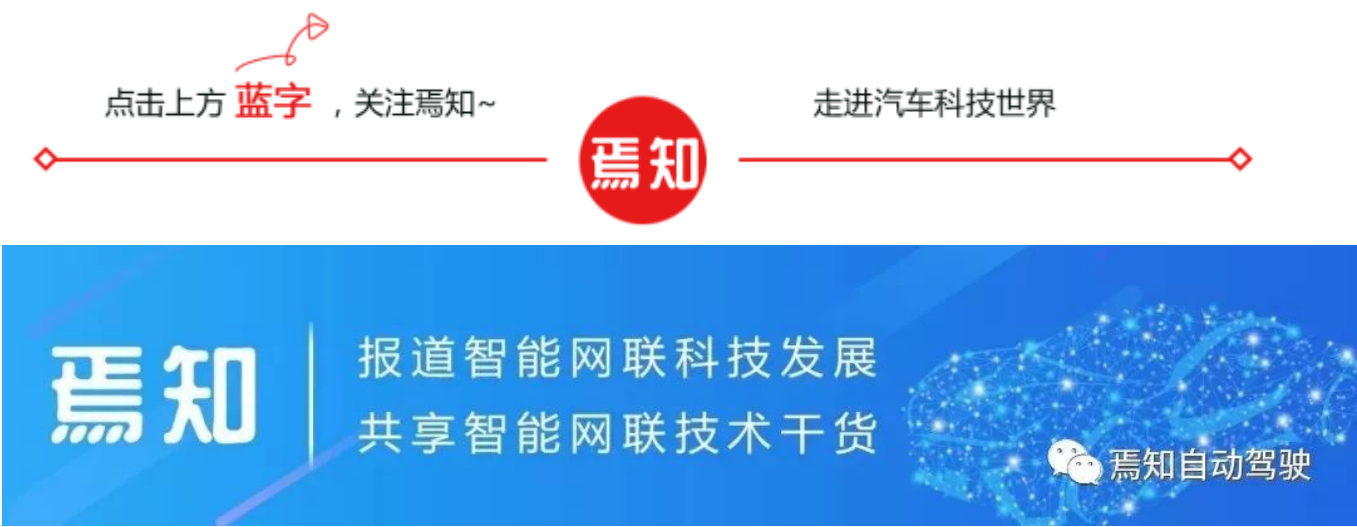 点击上方 蓝字 ，关注焉知~
走进汽车科技世界
焉知
焉知
报道智能网联科技发展
共享智能网联技术干货
焉知自动驾驶